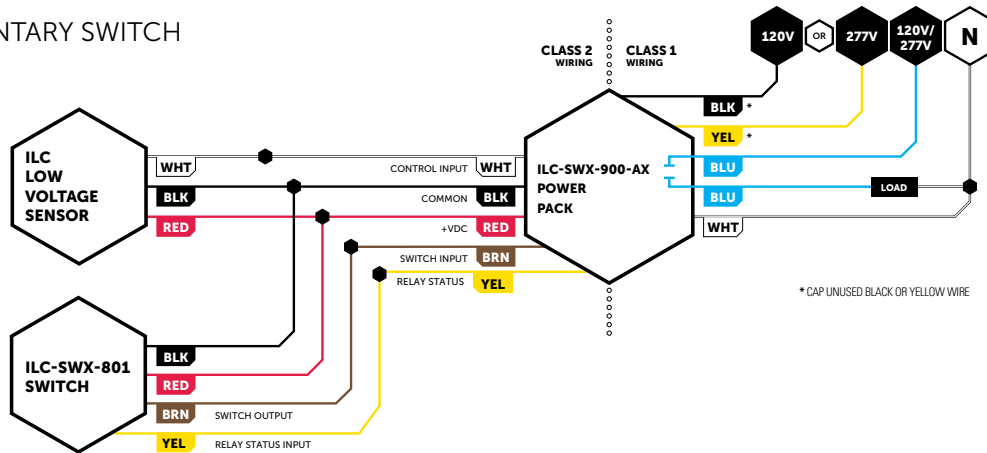 NTARY SWITCH
CLASS 2
WIRING
CLASS 1
WIRING
120V
OR
277V
120V/
277V
N
BLK *
YEL *
BLU
BLU
LOAD
WHT
* CAP UNUSED BLACK OR YELLOW WIRE
ILC
LOW
VOLTAGE
SENSOR
WHT
BLK
RED
CONTROL INPUT WHT
COMMON BLK
+VDC RED
SWITCH INPUT BRN
RELAY STATUS YEL
ILC-SWX-900-AX
POWER
PACK
ILC-SWX-801
SWITCH
BLK
RED
BRN SWITCH OUTPUT
YEL RELAY STATUS INPUT